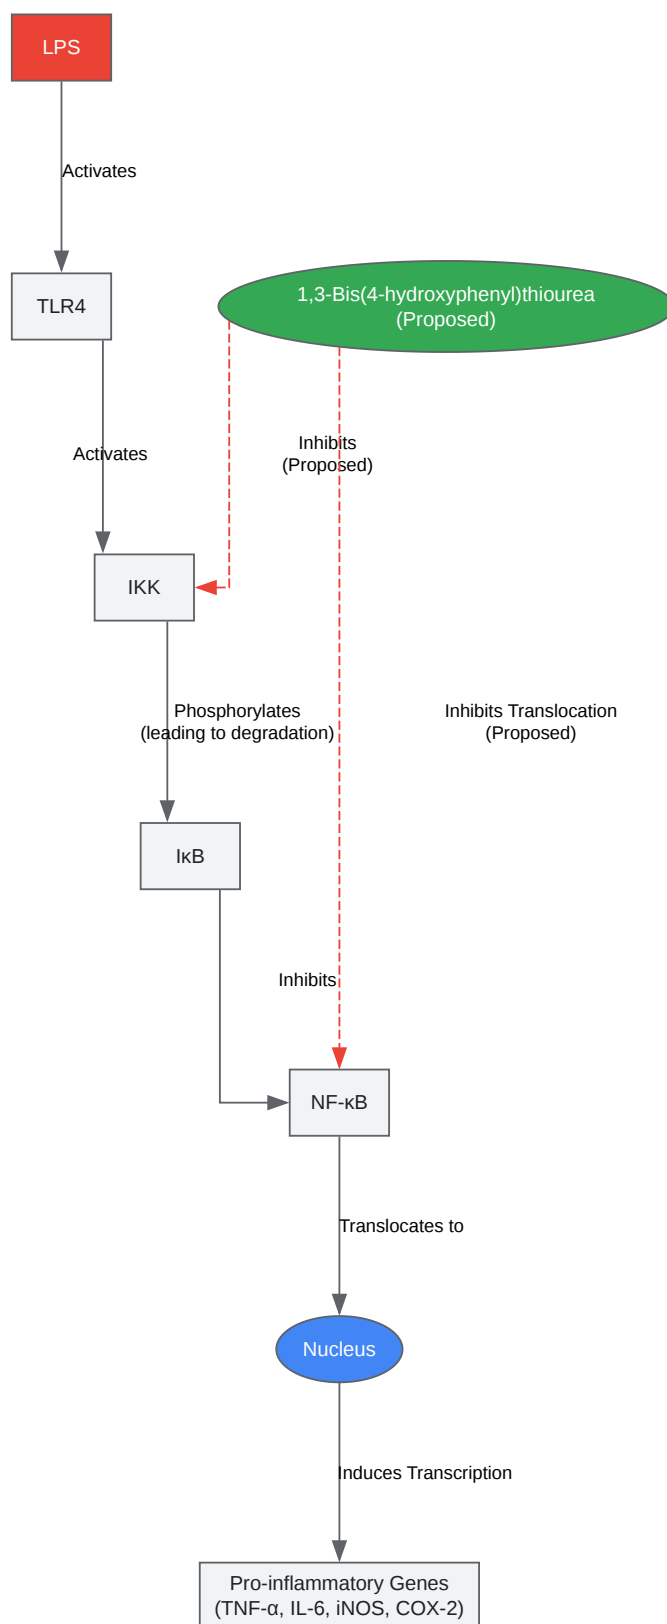 LPS
Activates
TLR4
1,3-Bis(4-hydroxyphenyl)thiourea
(Proposed)
Activates
Inhibits
(Proposed)
IKK
Phosphorylates
(leading to degradation)
Inhibits Translocation
(Proposed)
IκB
Inhibits
NF-κB
Translocates to
Nucleus
Induces Transcription
Pro-inflammatory Genes
(TNF-α, IL-6, iNOS, COX-2)